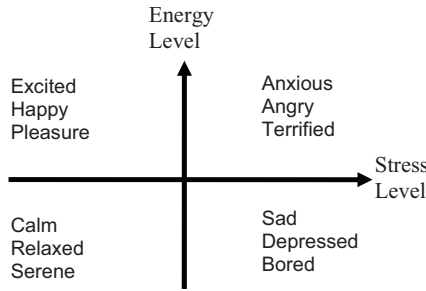 Energy
Level
Excited
Happy
Pleasure
Anxious
Angry
Terrified
Stress
Level
Calm
Relaxed
Serene
Sad
Depressed
Bored